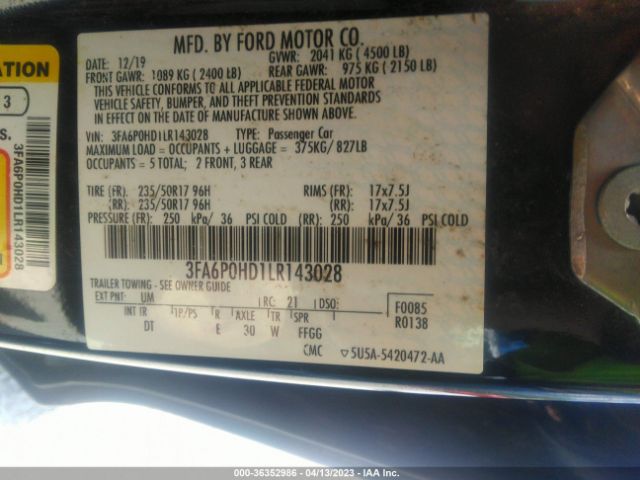 MFD. BY FORD MOTOR CO.
DATE: 12/19 GVWR: 2041 KG ( 4500 LB)
FRONT GAWR: 1089 KG ( 2400 LB) REAR GAWR: 975 KG ( 2150 LB)
THIS VEHICLE CONFORMS TO ALL APPLICABLE FEDERAL MOTOR
VEHICLE SAFETY, BUMPER, AND THEFT PREVENTION STANDARDS
IN EFFECT ON THE DATE OF MANUFACTURE SHOWN ABOVE.
VIN: 3FA6P0HD1LR143028 TYPE: Passenger Car
MAXIMUM LOAD = OCCUPANTS + LUGGAGE = 375KG/ 827LB
OCCUPANTS = 5 TOTAL; 2 FRONT, 3 REAR
TIRE (FR): 235/50R17 96H RIMS (FR): 17x7.5J
(RR): 235/50R17 96H (RR): 17x7.5J
PRESSURE (FR): 250 kPa/ 36 PSI COLD (RR): 250 kPa/ 36 PSI COLD
3FA6P0HD1LR143028
TRAILER TOWING - SEE OWNER GUIDE
EXT PNT: UM RC: 21 DSO: F0085
INT TR TP/PS R AXLE TR SPR R0138
DT E 30 W FFGG
CMC ▽5U5A-5420472-AA
ATION
3
S.
3FA6P0HD1LR143028
000-36352986 - 04/13/2023 - IAA Inc.